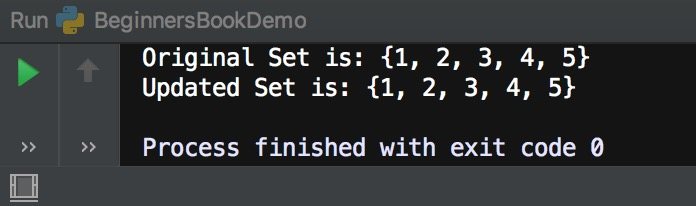 Run BeginnersBookDemo
Original Set is: {1, 2, 3, 4, 5}
Updated Set is: {1, 2, 3, 4, 5}
Process finished with exit code 0